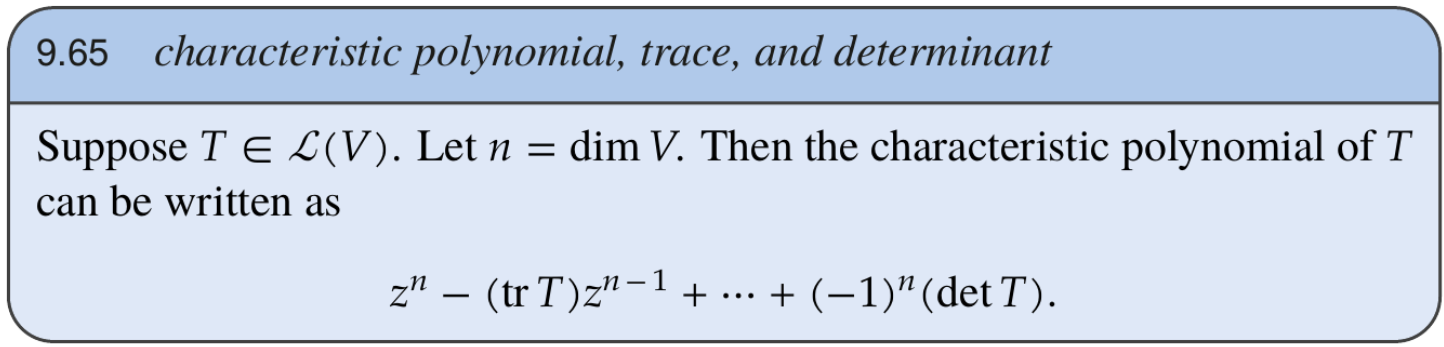 9.65 characteristic polynomial, trace, and determinant
Suppose T ∈ ℒ(V). Let n = dim V. Then the characteristic polynomial of T
can be written as
zⁿ − (tr T)zⁿ⁻¹ + ⋯ + (−1)ⁿ(det T).